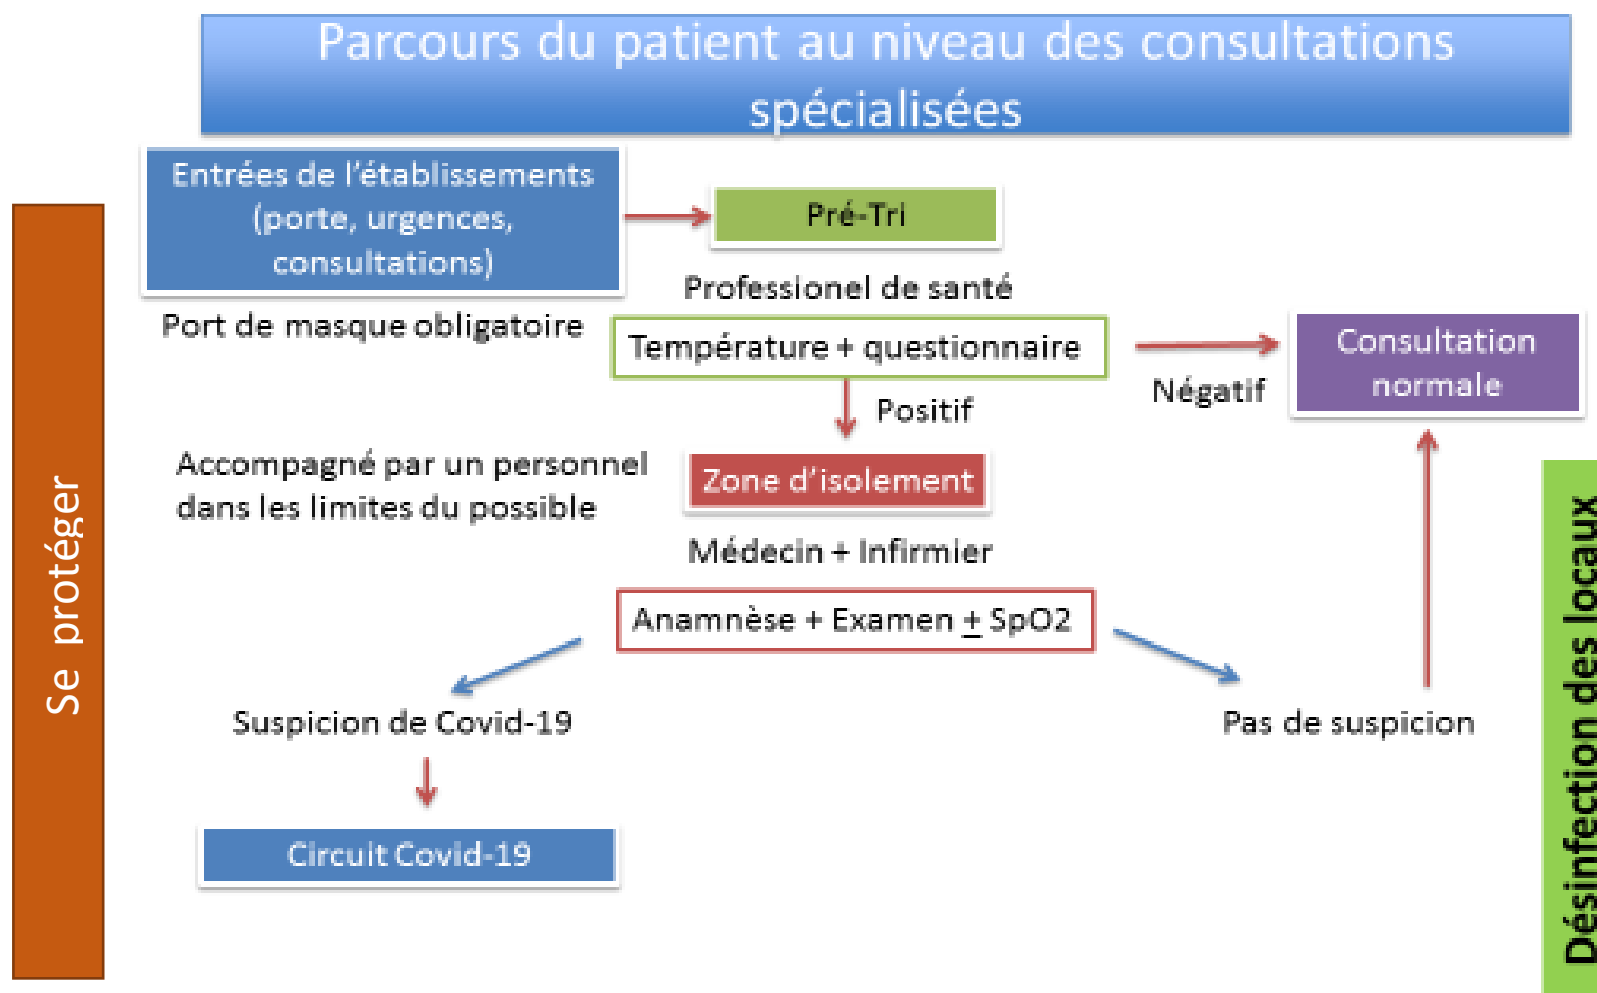 Parcours du patient au niveau des consultations
spécialisées
Entrées de l'établissements
(porte, urgences,
consultations)
Pré-Tri
Professionel de santé
Port de masque obligatoire
Température + questionnaire
Consultation
normale
Négatif
Positif
Accompagné par un personnel
dans les limites du possible
Zone d'isolement
Médecin + Infirmier
Anamnèse + Examen ± SpO2
Suspicion de Covid-19
Pas de suspicion
Circuit Covid-19
Se protéger
Désinfection des locaux